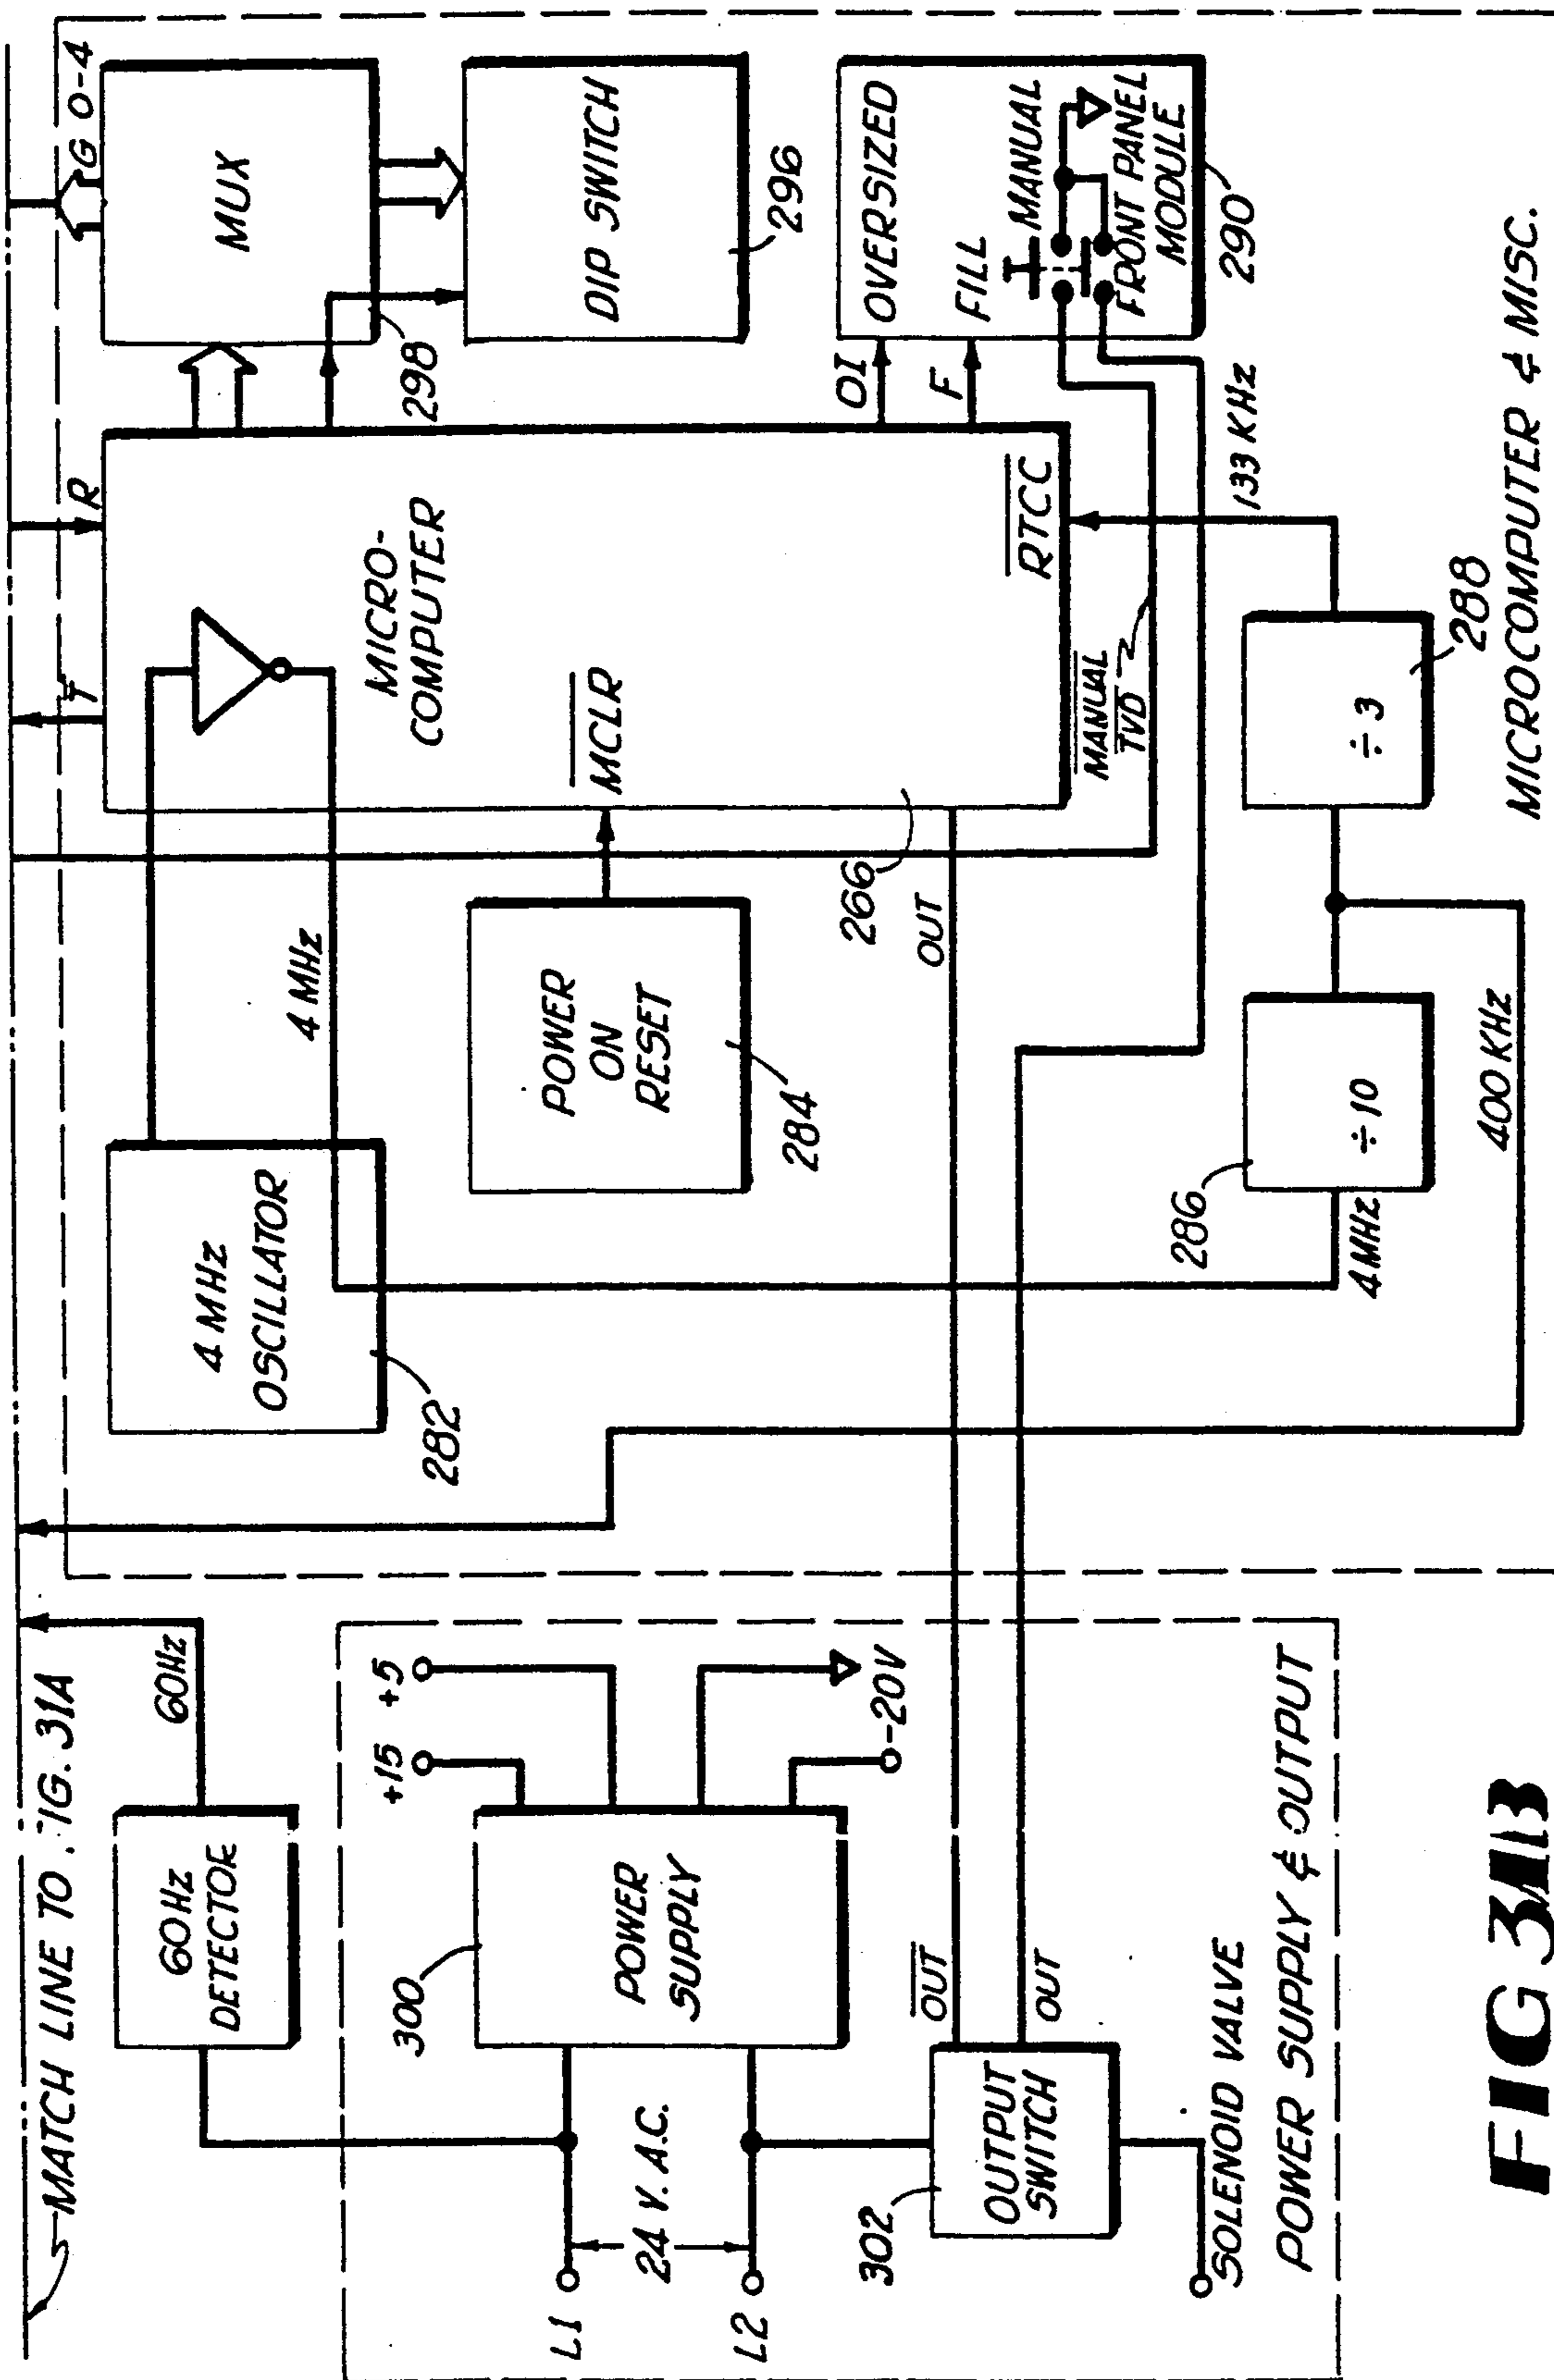 MATCH LINE TO FIG. 31A
60Hz
DETECTOR
60Hz
+15
+5
-20V
300
POWER
SUPPLY
L1
24 V. A.C.
L2
302
OUTPUT
SWITCH
OUT
OUT
SOLENOID VALVE
POWER SUPPLY & OUTPUT
4 MHz
OSCILLATOR
282
4 MHz
POWER
ON
RESET
284
T
R
MICRO-
COMPUTER
MCLR
RTCC
266
OUT
MANUAL
TVD
G 0-4
MUX
298
DIP SWITCH
296
OI
F
OVERSIZED
FILL
MANUAL
FRONT PANEL
MODULE
290
133 KHz
286
÷10
4 MHz
400 KHz
÷3
288
MICROCOMPUTER & MISC.
FIG 31B